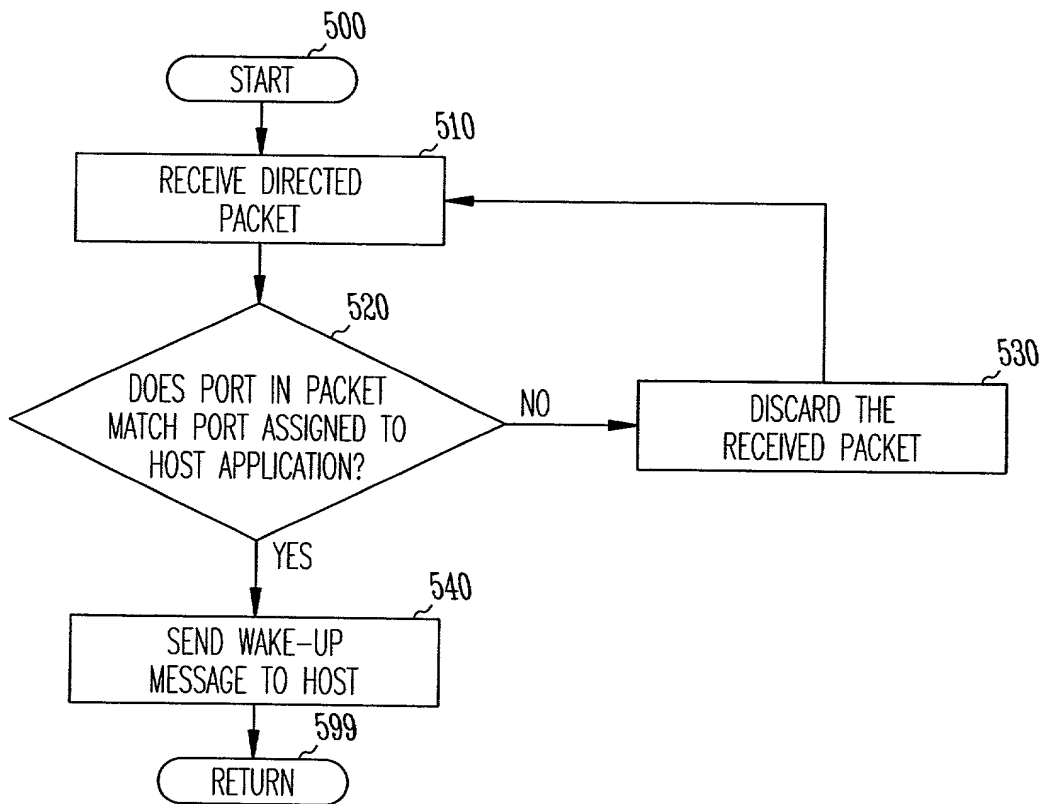 500
START
510
RECEIVE DIRECTED
PACKET
520
DOES PORT IN PACKET
MATCH PORT ASSIGNED TO
HOST APPLICATION?
NO
530
DISCARD THE
RECEIVED PACKET
YES
540
SEND WAKE-UP
MESSAGE TO HOST
599
RETURN